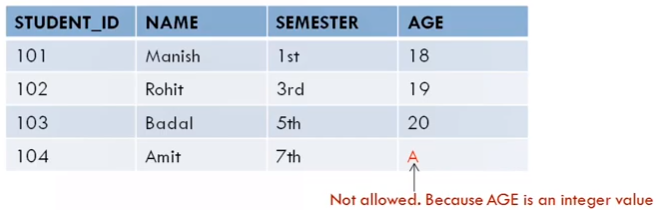 STUDENT_ID NAME SEMESTER AGE
101 Manish 1st 18
102 Rohit 3rd 19
103 Badal 5th 20
104 Amit 7th A
Not allowed. Because AGE is an integer value